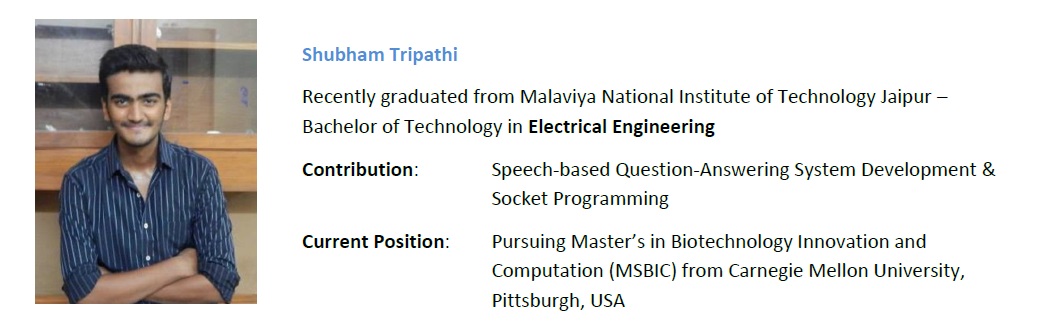 Shubham Tripathi
Recently graduated from Malaviya National Institute of Technology Jaipur –
Bachelor of Technology in Electrical Engineering
Contribution: Speech-based Question-Answering System Development &
Socket Programming
Current Position: Pursuing Master’s in Biotechnology Innovation and
Computation (MSBIC) from Carnegie Mellon University,
Pittsburgh, USA